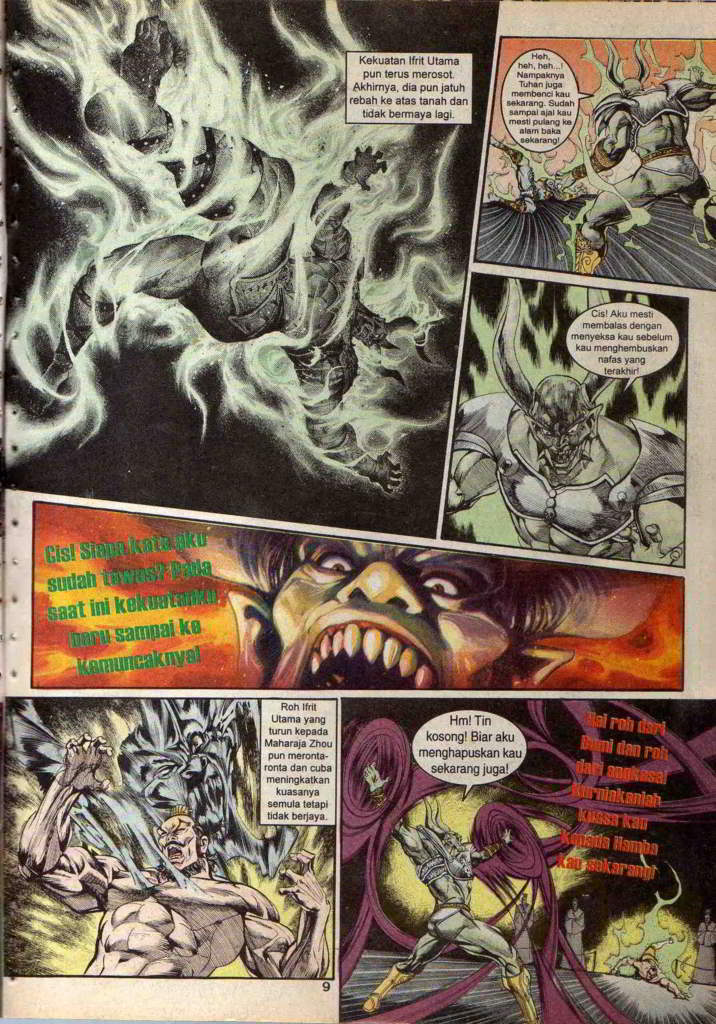 Kekuatan Ifrit Utama
pun terus merosot.
Akhirnya, dia pun jatuh
rebah ke atas tanah dan
tidak bermaya lagi.
Heh,
heh, heh...!
Nampaknya
Tuhan juga
membenci kau
sekarang. Sudah
sampai ajal kau
mesti pulang ke
alam baka
sekarang!
Cis! Aku mesti
membalas dengan
menyeksa kau sebelum
kau menghembuskan
nafas yang
terakhir!
Cis! Siapa kata aku
sudah tewas? Pada
saat ini kekuatanku
baru sampai ke
kemuncaknya!
Roh Ifrit
Utama yang
turun kepada
Maharaja Zhou
pun meronta-
ronta dan cuba
meningkatkan
kuasanya
semula tetapi
tidak berjaya.
Hm! Tin
kosong! Biar aku
menghapuskan kau
sekarang juga!
Hai roh dari
Bumi dan roh
dari angkasa!
Kurniakanlah
kuasa kau
kepada Hamba
kau sekarang!
9